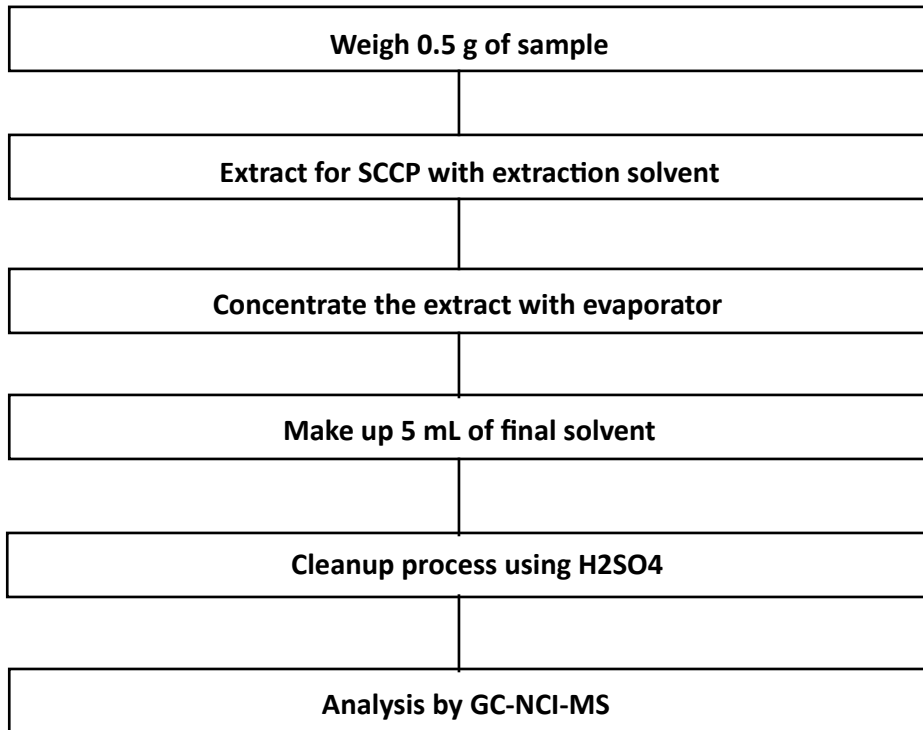 Weigh 0.5 g of sample
Extract for SCCP with extraction solvent
Concentrate the extract with evaporator
Make up 5 mL of final solvent
Cleanup process using H2SO4
Analysis by GC-NCI-MS